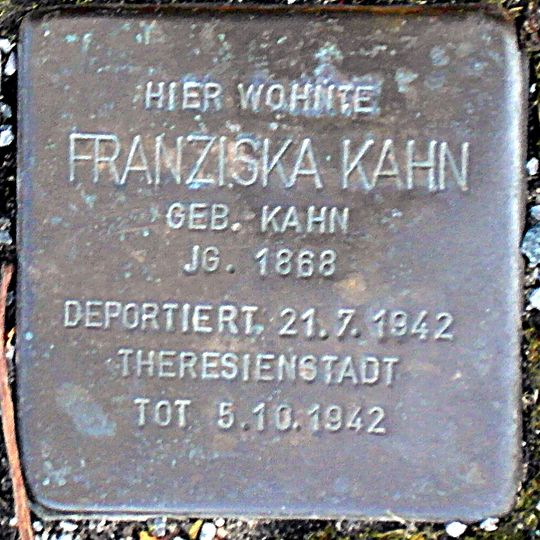 HIER WOHNTE
FRANZISKA KAHN
GEB. KAHN
JG. 1868
DEPORTIERT 21.7.1942
THERESIENSTADT
TOT 5.10.1942